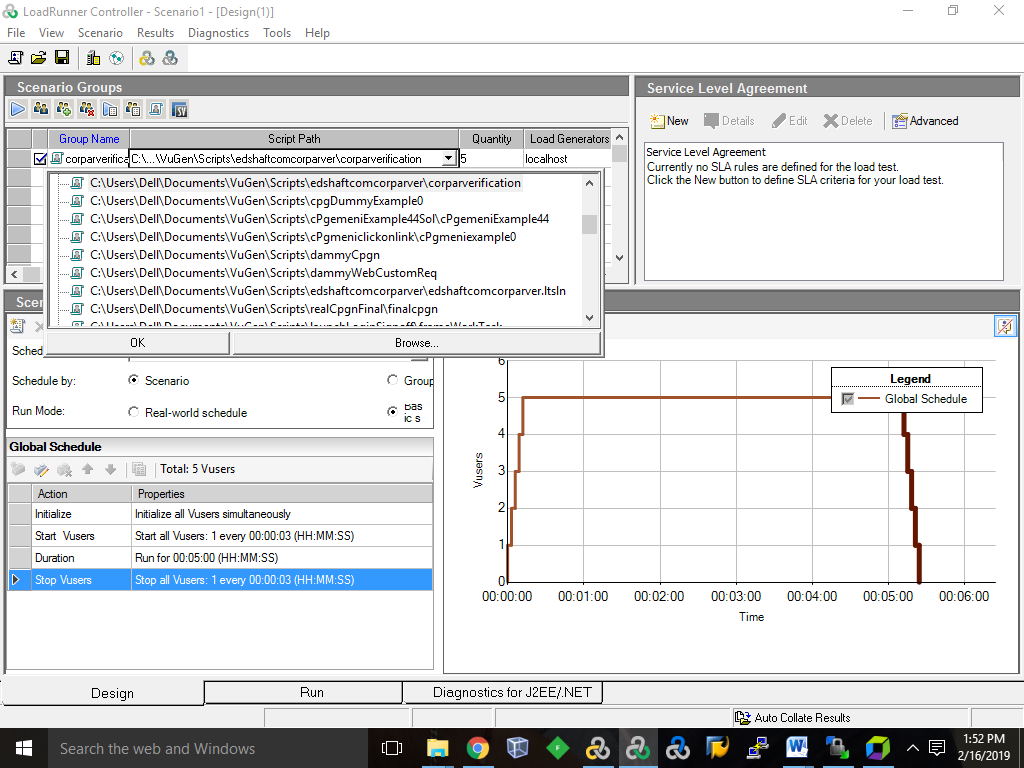 LoadRunner Controller - Scenario1 - [Design(1)]
File View Scenario Results Diagnostics Tools Help
Scenario Groups
Group Name Script Path Quantity Load Generators
corparverifica C:\...\VuGen\Scripts\edshaftcomcorparver\corparverification 5 localhost
C:\Users\Dell\Documents\VuGen\Scripts\edshaftcomcorparver\corparverification
C:\Users\Dell\Documents\VuGen\Scripts\cpgDummyExample0
C:\Users\Dell\Documents\VuGen\Scripts\cPgemeniExample44Sol\cPgemeniExample44
C:\Users\Dell\Documents\VuGen\Scripts\cPgmeniclickonlink\cPgmeniexample0
C:\Users\Dell\Documents\VuGen\Scripts\dammyCpgn
C:\Users\Dell\Documents\VuGen\Scripts\dammyWebCustomReq
C:\Users\Dell\Documents\VuGen\Scripts\edshaftcomcorparver\edshaftcomcorparver.ltsln
C:\Users\Dell\Documents\VuGen\Scripts\realCpgnFinal\finalcpgn
OK Browse...
Service Level Agreement
New Details Edit Delete Advanced
Service Level Agreement
Currently no SLA rules are defined for the load test.
Click the New button to define SLA criteria for your load test.
Scen
Sched
Schedule by: Scenario Group
Run Mode: Real-world schedule Bas
ic s
Global Schedule
Total: 5 Vusers
Action Properties
Initialize Initialize all Vusers simultaneously
Start Vusers Start all Vusers: 1 every 00:00:03 (HH:MM:SS)
Duration Run for 00:05:00 (HH:MM:SS)
Stop Vusers Stop all Vusers: 1 every 00:00:03 (HH:MM:SS)
Legend
Global Schedule
6
5
4
3
2
1
0
Vusers
00:00:00 00:01:00 00:02:00 00:03:00 00:04:00 00:05:00 00:06:00
Time
Design Run Diagnostics for J2EE/.NET
Auto Collate Results
Search the web and Windows
1:52 PM
2/16/2019